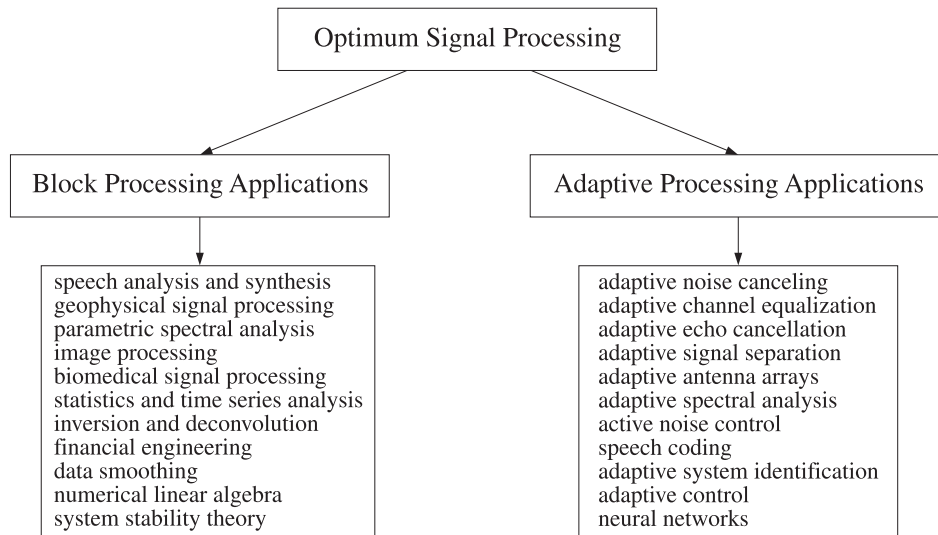 Optimum Signal Processing
Block Processing Applications
Adaptive Processing Applications
speech analysis and synthesis
geophysical signal processing
parametric spectral analysis
image processing
biomedical signal processing
statistics and time series analysis
inversion and deconvolution
financial engineering
data smoothing
numerical linear algebra
system stability theory
adaptive noise canceling
adaptive channel equalization
adaptive echo cancellation
adaptive signal separation
adaptive antenna arrays
adaptive spectral analysis
active noise control
speech coding
adaptive system identification
adaptive control
neural networks